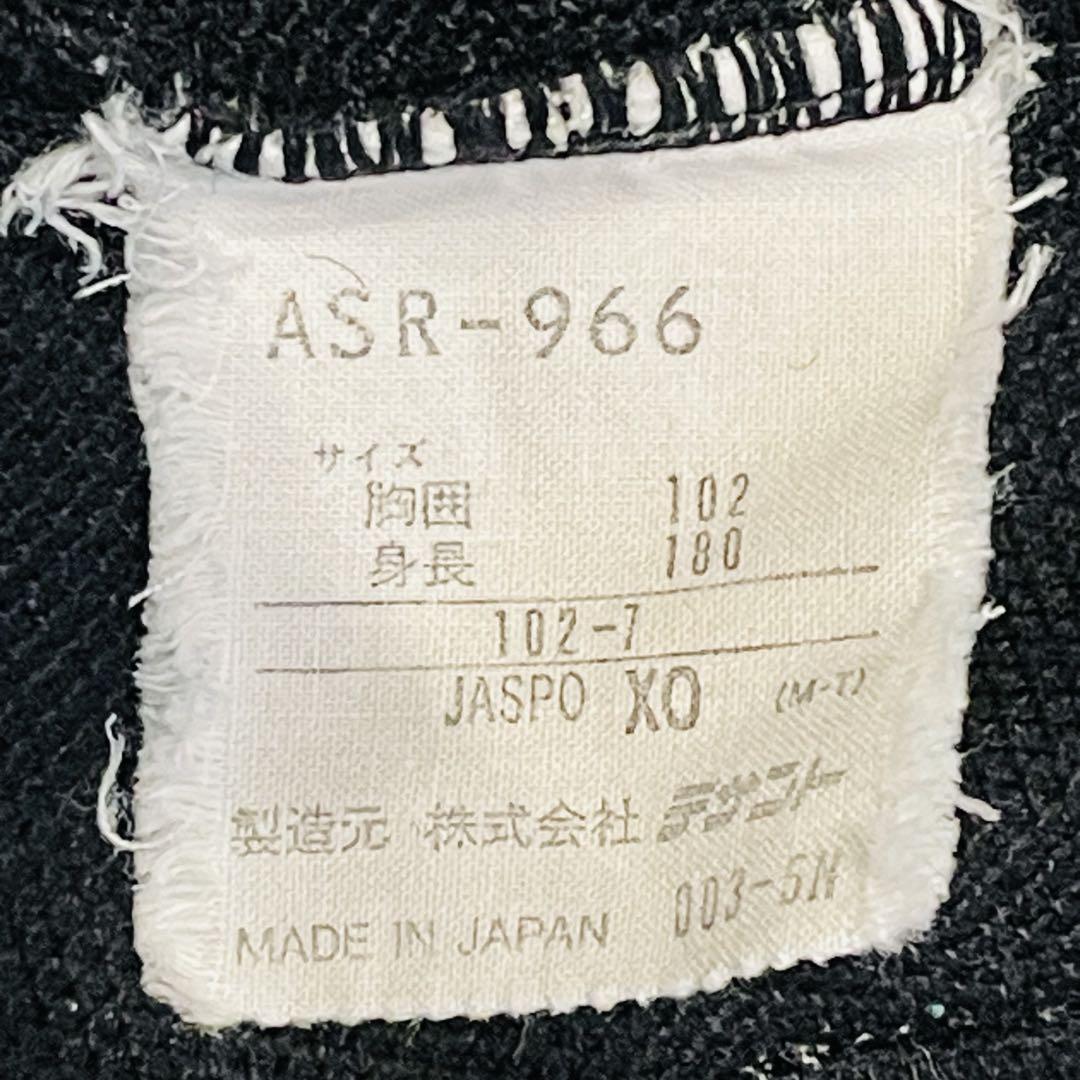 ASR-966
サイズ
胸囲 102
身長 180
102-7
JASPO XO (M-T)
製造元 株式会社 デサント
MADE IN JAPAN 003-5N